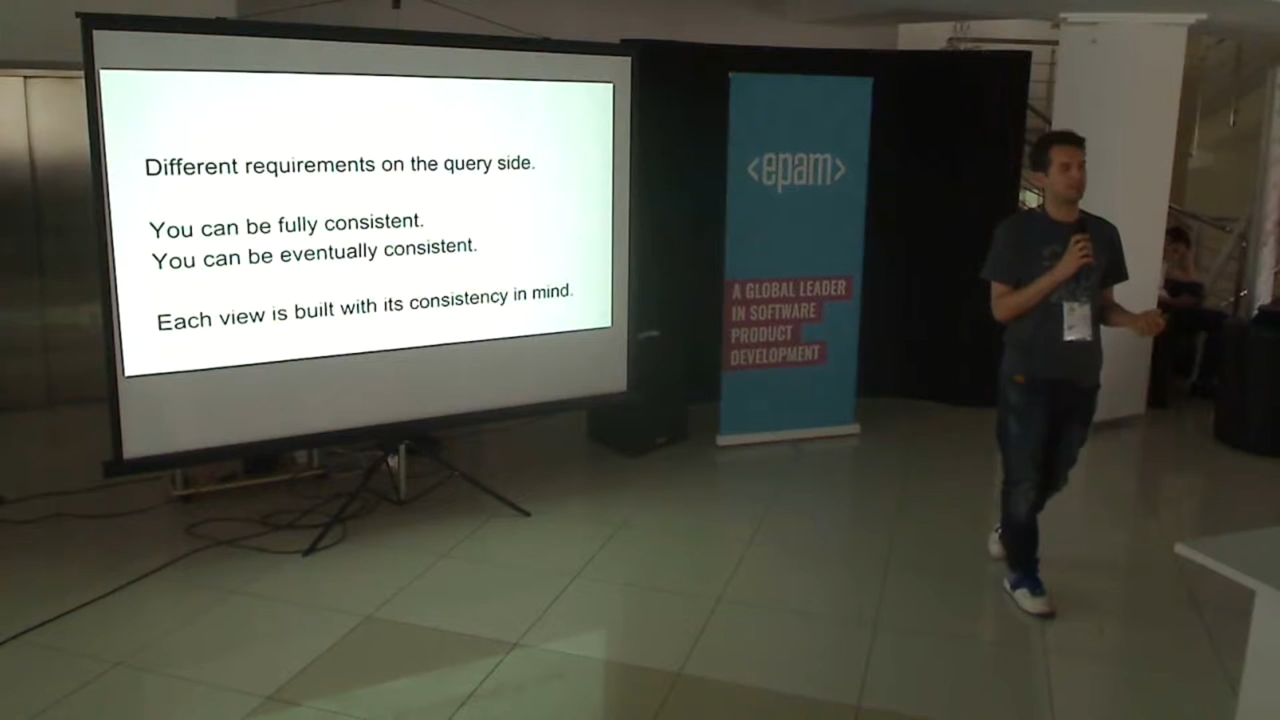 Different requirements on the query side.
You can be fully consistent.
You can be eventually consistent.
Each view is built with its consistency in mind.
<epam>
A GLOBAL LEADER
IN SOFTWARE
PRODUCT
DEVELOPMENT